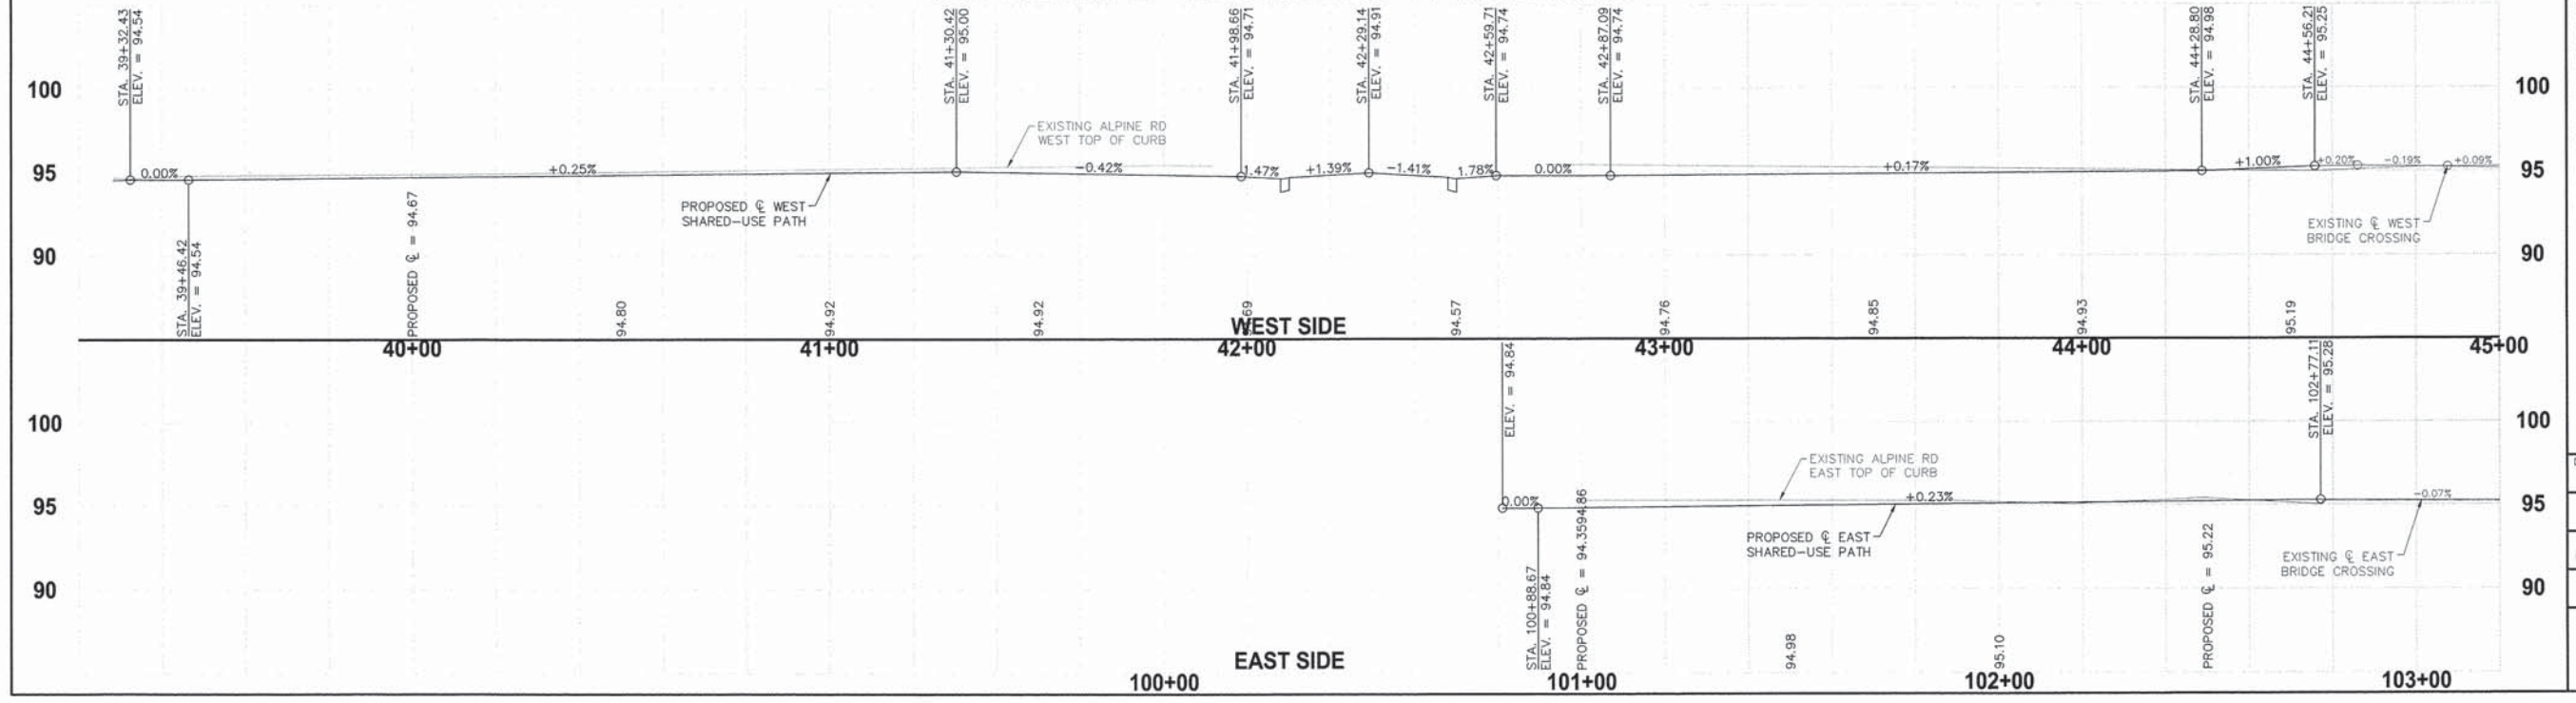 STA. 39+32.43
ELEV. = 94.54
STA. 41+30.42
ELEV. = 95.00
STA. 41+98.66
ELEV. = 94.71
STA. 42+29.14
ELEV. = 94.91
STA. 42+59.71
ELEV. = 94.74
STA. 42+87.09
ELEV. = 94.74
STA. 44+28.80
ELEV. = 94.98
STA. 44+56.21
ELEV. = 95.25
100
100
EXISTING ALPINE RD
WEST TOP OF CURB
95
0.00%
+0.25%
-0.42%
1.47%
+1.39%
-1.41%
1.78%
0.00%
+0.17%
+1.00%
+0.20%
-0.19%
+0.09%
95
PROPOSED ℄ WEST
SHARED-USE PATH
EXISTING ℄ WEST
BRIDGE CROSSING
90
90
STA. 39+46.42
ELEV. = 94.54
PROPOSED ℄ = 94.67
94.80
94.92
94.92
94.57
94.76
94.85
94.93
95.19
WEST SIDE
40+00
41+00
42+00
43+00
44+00
45+00
ELEV. = 94.84
STA. 102+77.11
ELEV. = 95.28
100
100
EXISTING ALPINE RD
EAST TOP OF CURB
95
0.00%
+0.23%
-0.07%
95
PROPOSED ℄ EAST
SHARED-USE PATH
EXISTING ℄ EAST
BRIDGE CROSSING
90
90
STA. 100+88.67
ELEV. = 94.84
PROPOSED ℄ = 94.3594.86
94.98
95.10
PROPOSED ℄ = 95.22
EAST SIDE
100+00
101+00
102+00
103+00